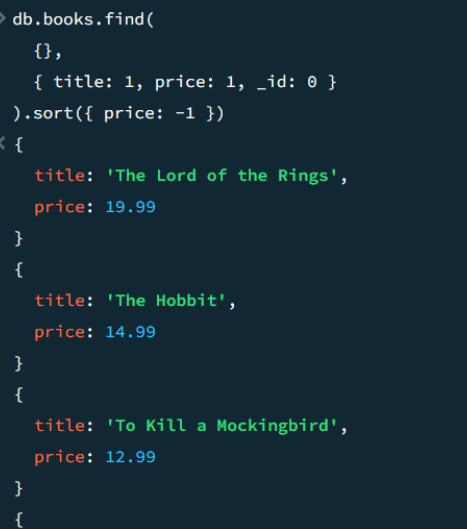 > db.books.find(
{},
{ title: 1, price: 1, _id: 0 }
).sort({ price: -1 })
< {
title: 'The Lord of the Rings',
price: 19.99
}
{
title: 'The Hobbit',
price: 14.99
}
{
title: 'To Kill a Mockingbird',
price: 12.99
}
{